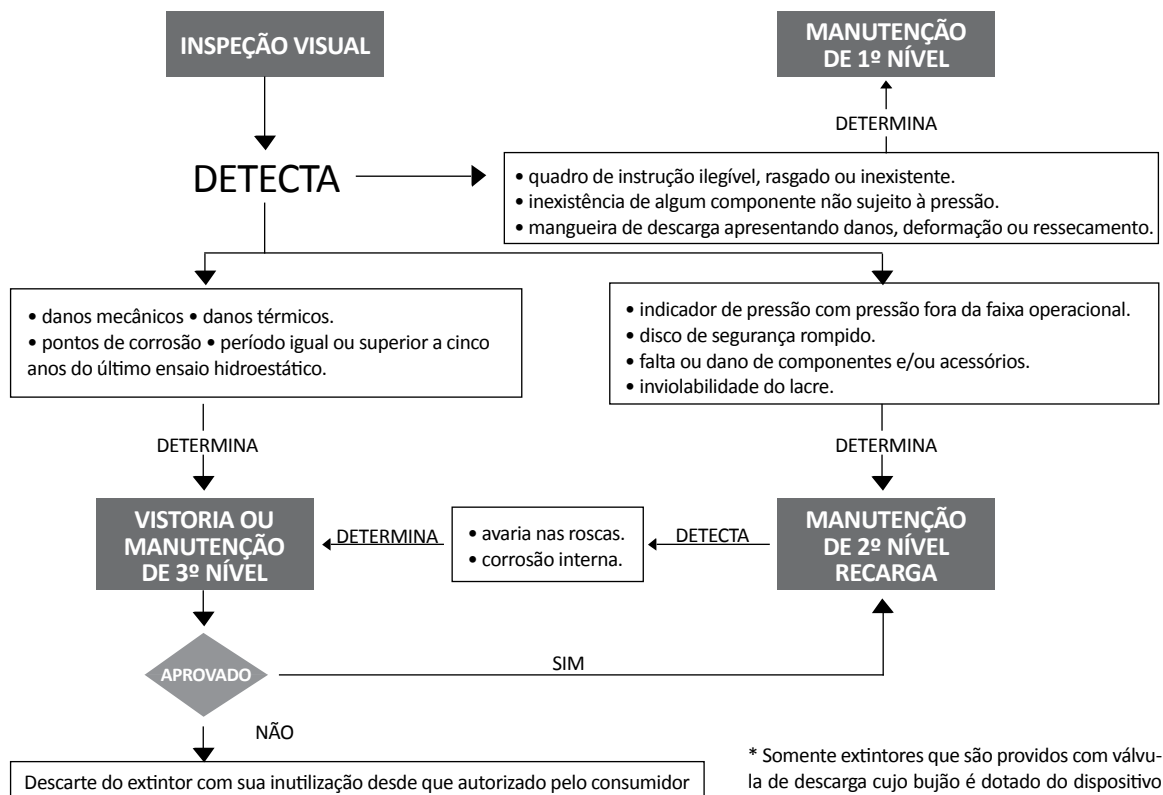 INSPEÇÃO VISUAL
MANUTENÇÃO
DE 1º NÍVEL
DETERMINA
DETECTA
• quadro de instrução ilegível, rasgado ou inexistente.
• inexistência de algum componente não sujeito à pressão.
• mangueira de descarga apresentando danos, deformação ou ressecamento.
• danos mecânicos • danos térmicos.
• pontos de corrosão • período igual ou superior a cinco
anos do último ensaio hidroestático.
• indicador de pressão com pressão fora da faixa operacional.
• disco de segurança rompido.
• falta ou dano de componentes e/ou acessórios.
• inviolabilidade do lacre.
DETERMINA
DETERMINA
VISTORIA OU
MANUTENÇÃO
DE 3º NÍVEL
DETERMINA
• avaria nas roscas.
• corrosão interna.
DETECTA
MANUTENÇÃO
DE 2º NÍVEL
RECARGA
APROVADO
SIM
NÃO
Descarte do extintor com sua inutilização desde que autorizado pelo consumidor
* Somente extintores que são providos com válvu-
la de descarga cujo bujão é dotado do dispositivo